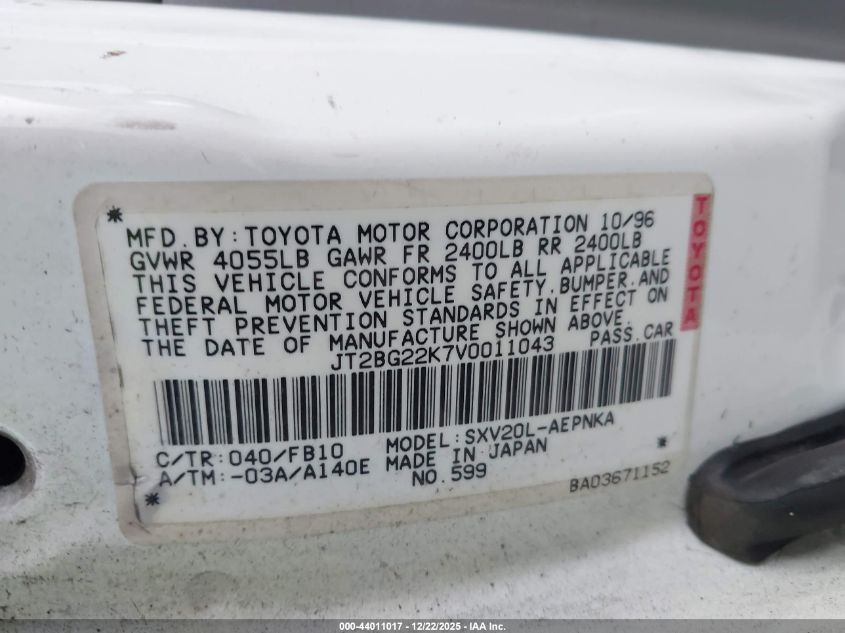 MFD.BY:TOYOTA MOTOR CORPORATION 10/96
GVWR 4055LB GAWR FR 2400LB RR 2400LB
THIS VEHICLE CONFORMS TO ALL APPLICABLE
FEDERAL MOTOR VEHICLE SAFETY,BUMPER,AND
THEFT PREVENTION STANDARDS IN EFFECT ON
THE DATE OF MANUFACTURE SHOWN ABOVE.
JT2BG22K7V0011043 PASS.CAR
TOYOTA
C/TR:040/FB10 MODEL:SXV20L-AEPNKA
A/TM:-03A/A140E MADE IN JAPAN
NO.599
BA03671152
000-44011017 - 12/22/2025 - IAA Inc.